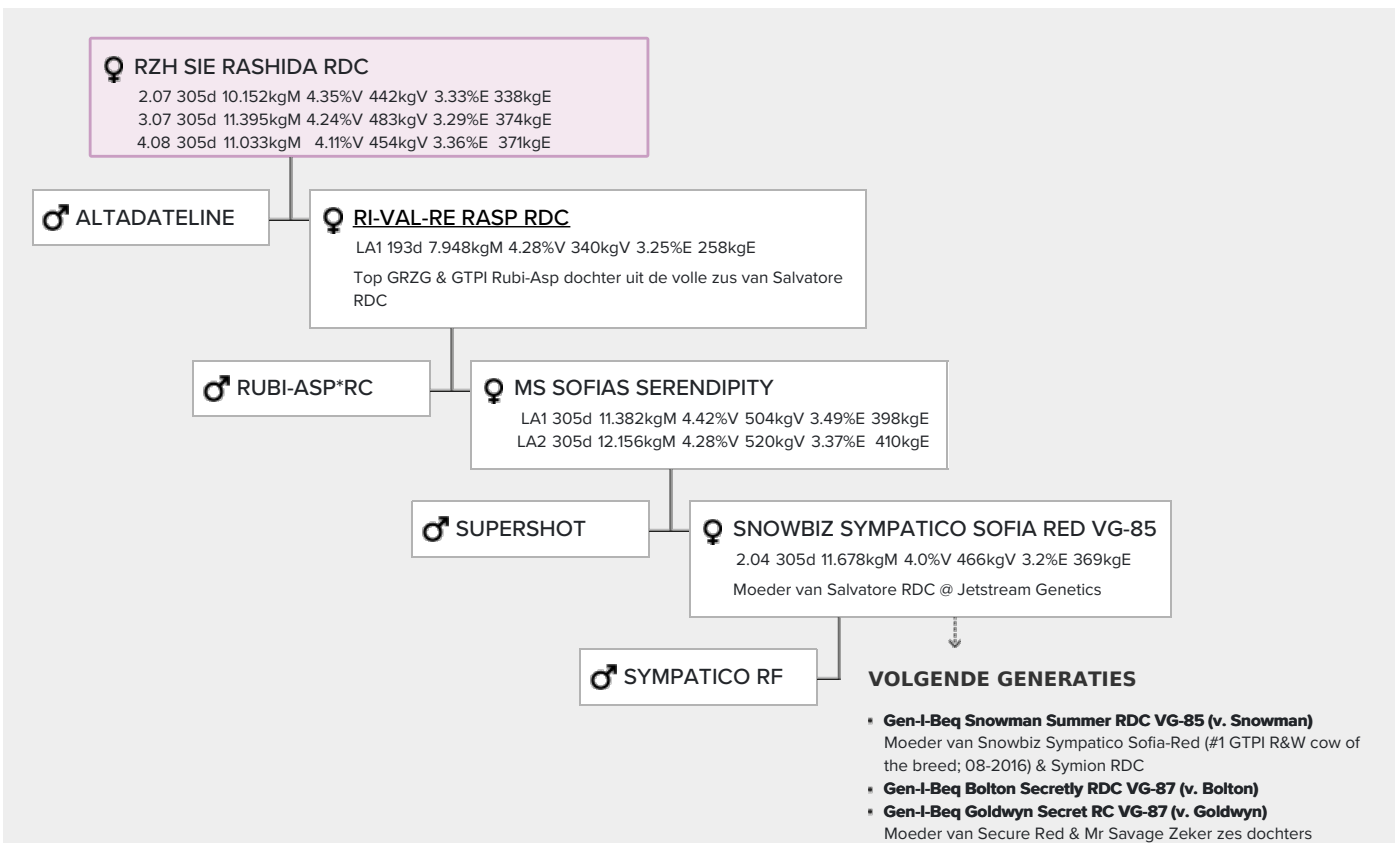 RZH SIE RASHIDA RDC
2.07 305d 10.152kgM 4.35%V 442kgV 3.33%E 338kgE
3.07 305d 11.395kgM 4.24%V 483kgV 3.29%E 374kgE
4.08 305d 11.033kgM 4.11%V 454kgV 3.36%E 371kgE
ALTADATELINE
RI-VAL-RE RASP RDC
LA1 193d 7.948kgM 4.28%V 340kgV 3.25%E 258kgE
Top GRZG & GTPI Rubi-Asp dochter uit de volle zus van Salvatore
RDC
RUBI-ASP*RC
MS SOFIAS SERENDIPITY
LA1 305d 11.382kgM 4.42%V 504kgV 3.49%E 398kgE
LA2 305d 12.156kgM 4.28%V 520kgV 3.37%E 410kgE
SUPERSHOT
SNOWBIZ SYMPATICO SOFIA RED VG-85
2.04 305d 11.678kgM 4.0%V 466kgV 3.2%E 369kgE
Moeder van Salvatore RDC @ Jetstream Genetics
SYMPATICO RF
VOLGENDE GENERATIES
▪ Gen-I-Beq Snowman Summer RDC VG-85 (v. Snowman)
Moeder van Snowbiz Sympatico Sofia-Red (#1 GTPI R&W cow of
the breed; 08-2016) & Symion RDC
▪ Gen-I-Beq Bolton Secretly RDC VG-87 (v. Bolton)
▪ Gen-I-Beq Goldwyn Secret RC VG-87 (v. Goldwyn)
Moeder van Secure Red & Mr Savage Zeker zes dochters